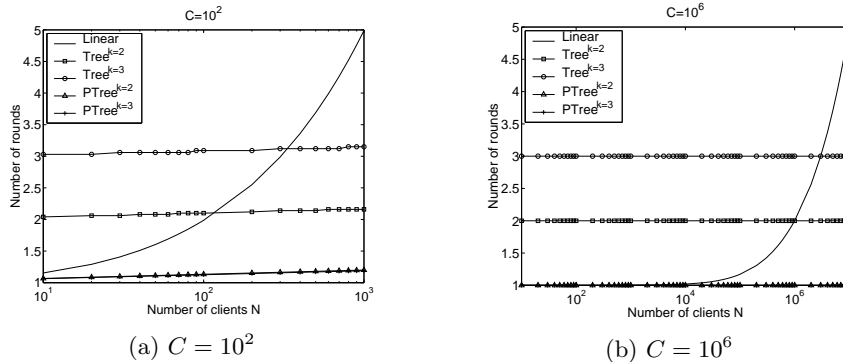 C=10^2
5
4.5
4
3.5
3
2.5
2
1.5
1
Number of rounds
Linear
Tree^k=2
Tree^k=3
PTree^k=2
PTree^k=3
10^1 10^2 10^3
Number of clients N
(a) C = 10^2
C=10^6
5
4.5
4
3.5
3
2.5
2
1.5
1
Number of rounds
Linear
Tree^k=2
Tree^k=3
PTree^k=2
PTree^k=3
10^2 10^4 10^6
Number of clients N
(b) C = 10^6